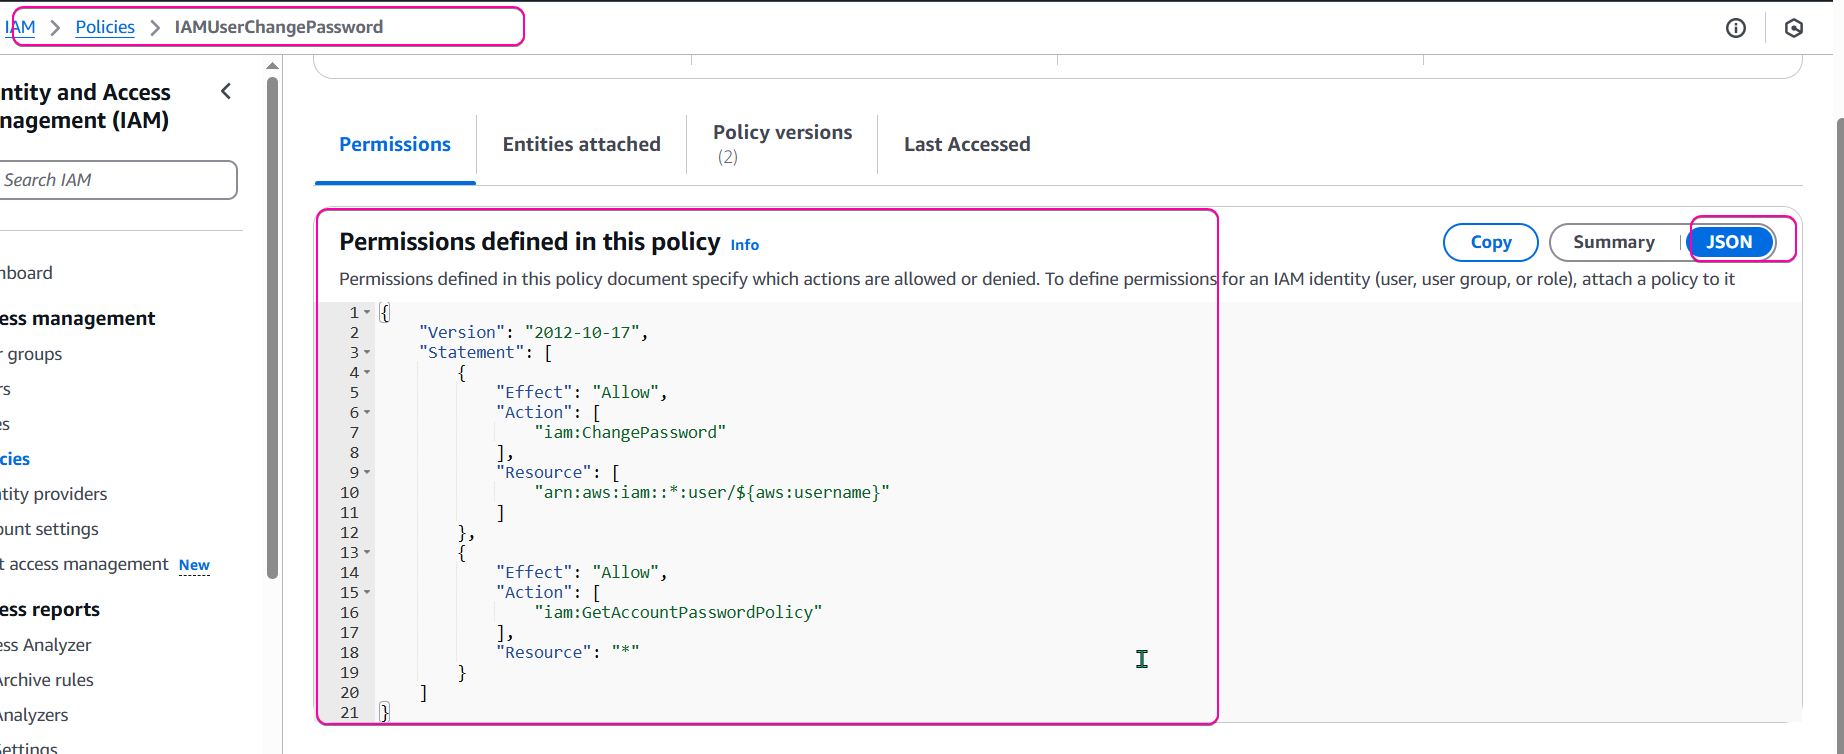 IAM > Policies > IAMUserChangePassword
ntity and Access
nagement (IAM)
Search IAM
nboard
ess management
r groups
rs
es
cies
ntity providers
ount settings
t access management New
ess reports
ess Analyzer
Archive rules
Analyzers
Settings
Permissions
Entities attached
Policy versions
(2)
Last Accessed
Permissions defined in this policy Info
Copy
Summary
JSON
Permissions defined in this policy document specify which actions are allowed or denied. To define permissions for an IAM identity (user, user group, or role), attach a policy to it
1 {
2 "Version": "2012-10-17",
3 "Statement": [
4 {
5 "Effect": "Allow",
6 "Action": [
7 "iam:ChangePassword"
8 ],
9 "Resource": [
10 "arn:aws:iam::*:user/${aws:username}"
11 ]
12 },
13 {
14 "Effect": "Allow",
15 "Action": [
16 "iam:GetAccountPasswordPolicy"
17 ],
18 "Resource": "*"
19 }
20 ]
21 }